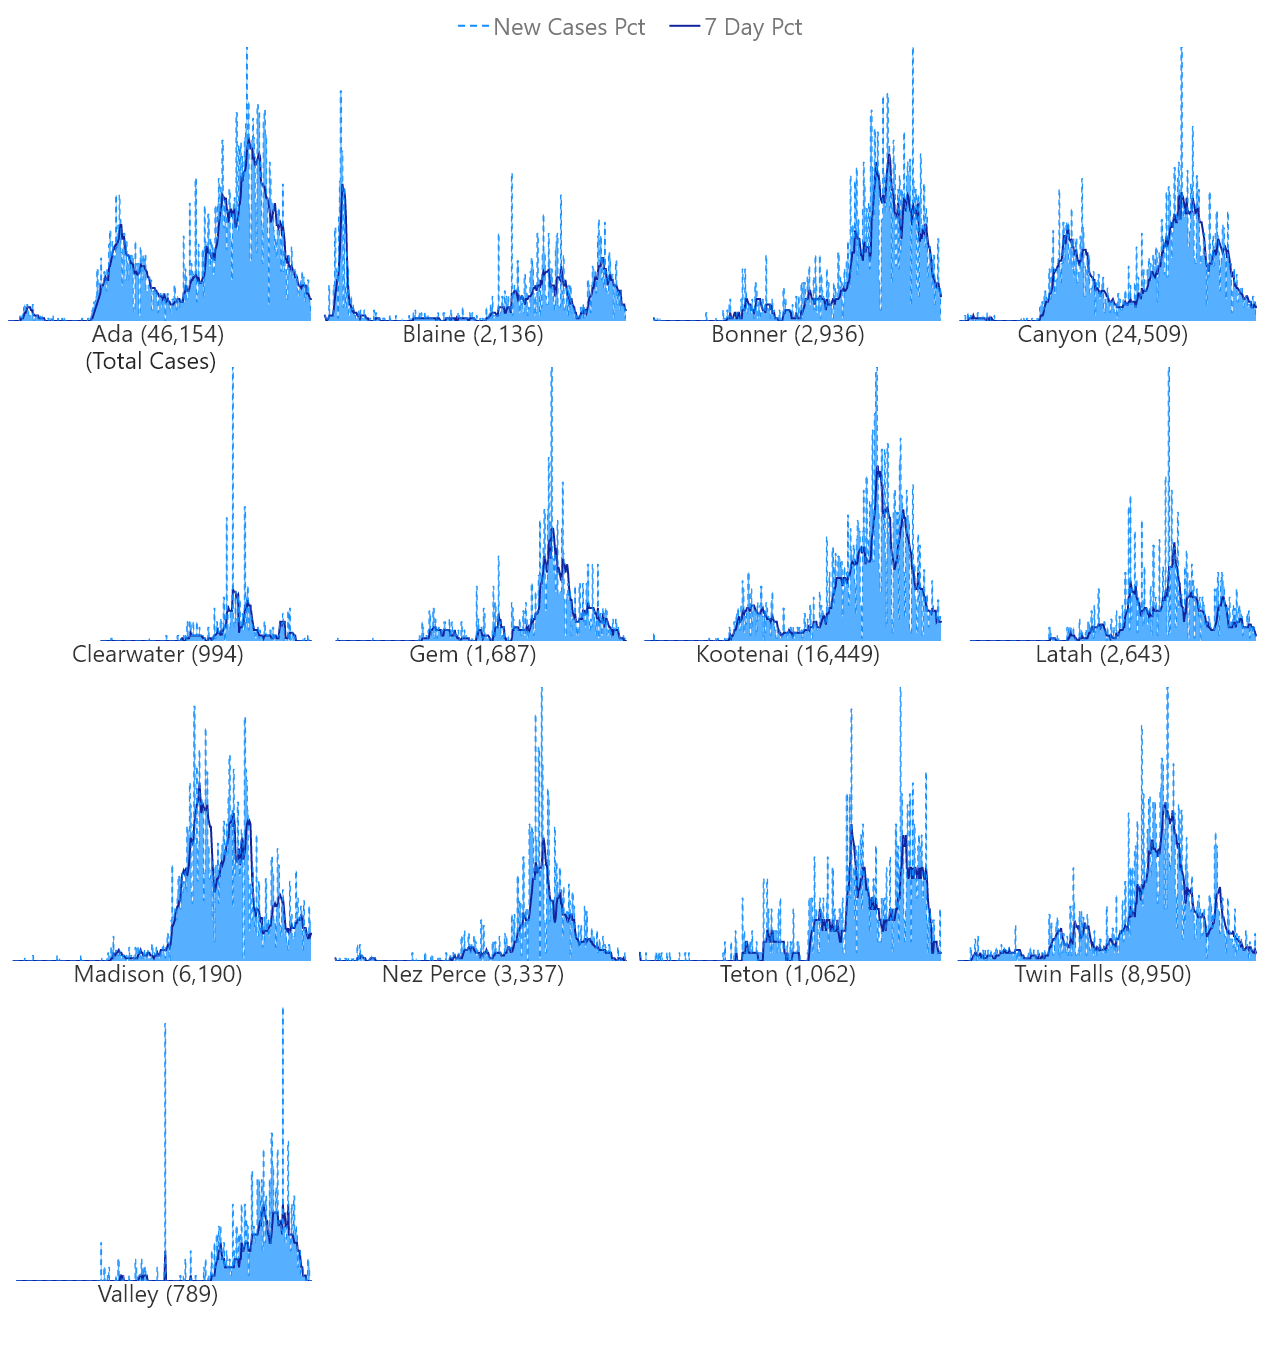 New Cases Pct 7 Day Pct
Ada (46,154)
(Total Cases)
Blaine (2,136)
Bonner (2,936)
Canyon (24,509)
Clearwater (994)
Gem (1,687)
Kootenai (16,449)
Latah (2,643)
Madison (6,190)
Nez Perce (3,337)
Teton (1,062)
Twin Falls (8,950)
Valley (789)